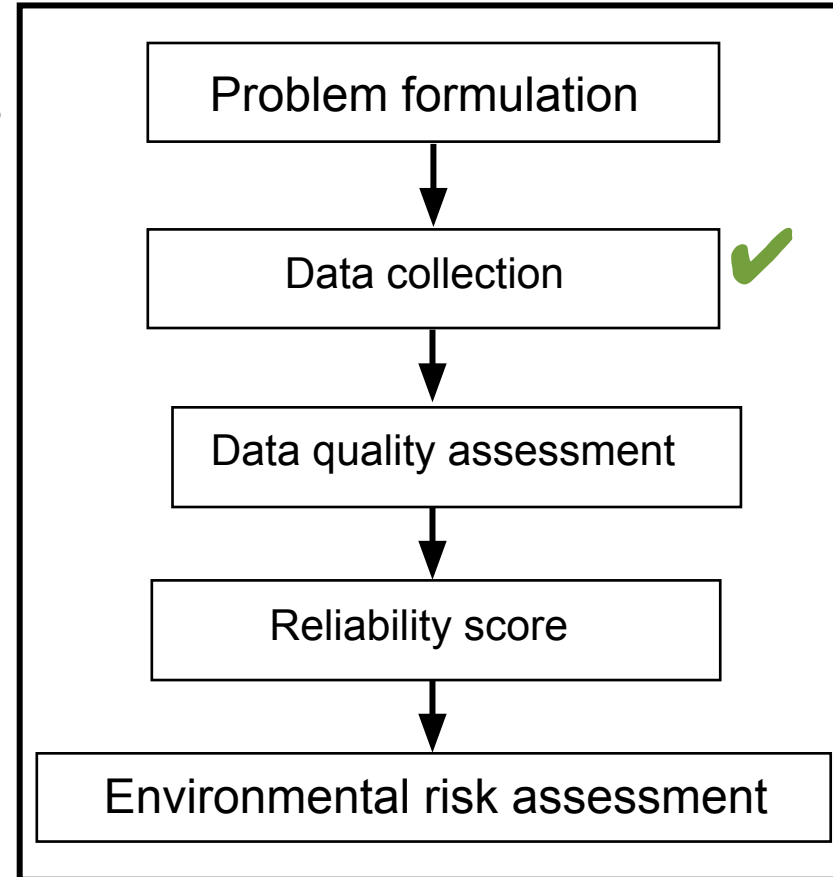 Problem formulation
Data collection
Data quality assessment
Reliability score
Environmental risk assessment